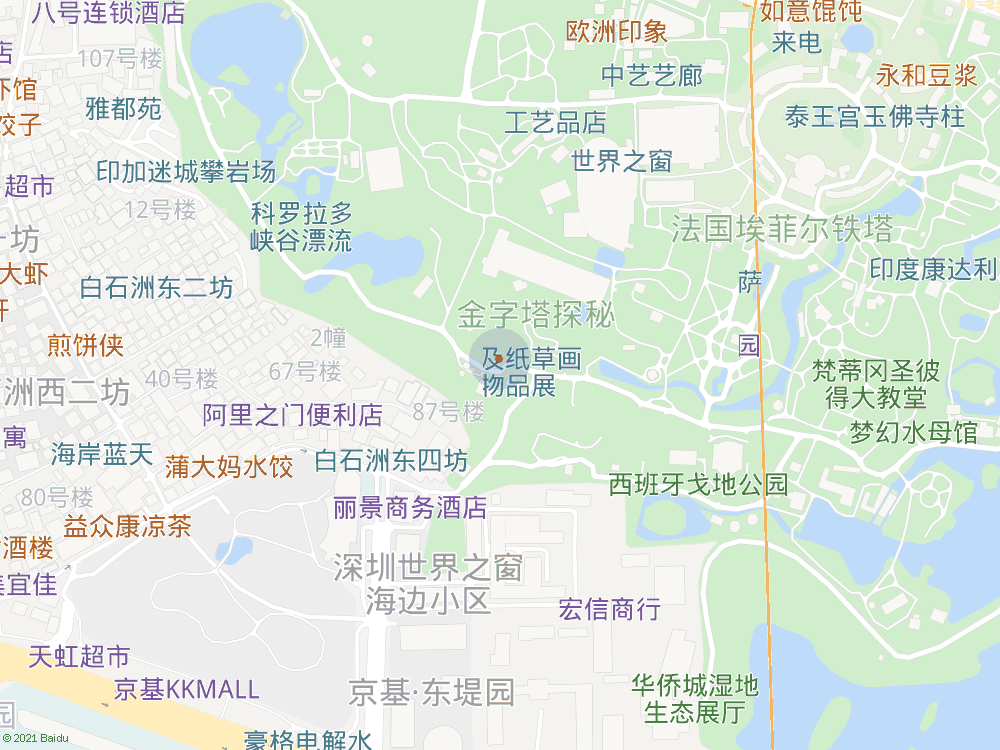 八号连锁酒店
欧洲印象
如意馄饨
来电
107号楼
中艺艺廊
永和豆浆
店
雅都苑
工艺品店
泰王宫玉佛寺柱
饺子
世界之窗
印加迷城攀岩场
超市
12号楼
科罗拉多
峡谷漂流
法国埃菲尔铁塔
坊
大虾
白石洲东二坊
萨
印度康达利
金字塔探秘
2幢
煎饼侠
园
及纸草画
物品展
67号楼
40号楼
梵蒂冈圣彼
得大教堂
洲西二坊
阿里之门便利店
87号楼
寓
梦幻水母馆
海岸蓝天
蒲大妈水饺
白石洲东四坊
80号楼
西班牙戈地公园
丽景商务酒店
益众康凉茶
酒楼
深圳世界之窗
海边小区
美宜佳
宏信商行
天虹超市
京基KKMALL
京基·东堤园
华侨城湿地
生态展厅
园
豪格电解水
© 2021 Baidu